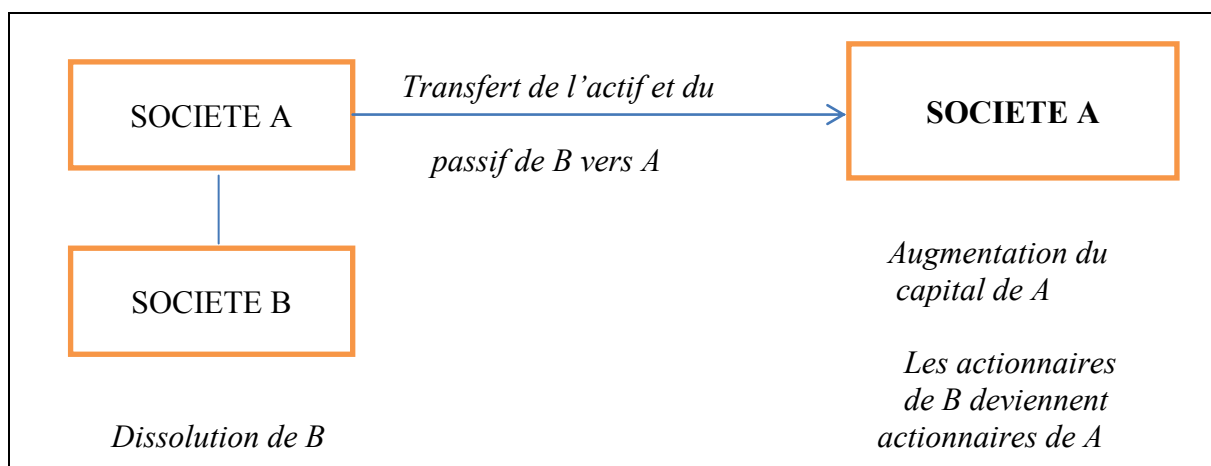 SOCIETE A
Transfert de l’actif et du
passif de B vers A
SOCIETE A
SOCIETE B
Dissolution de B
Augmentation du
capital de A
Les actionnaires
de B deviennent
actionnaires de A